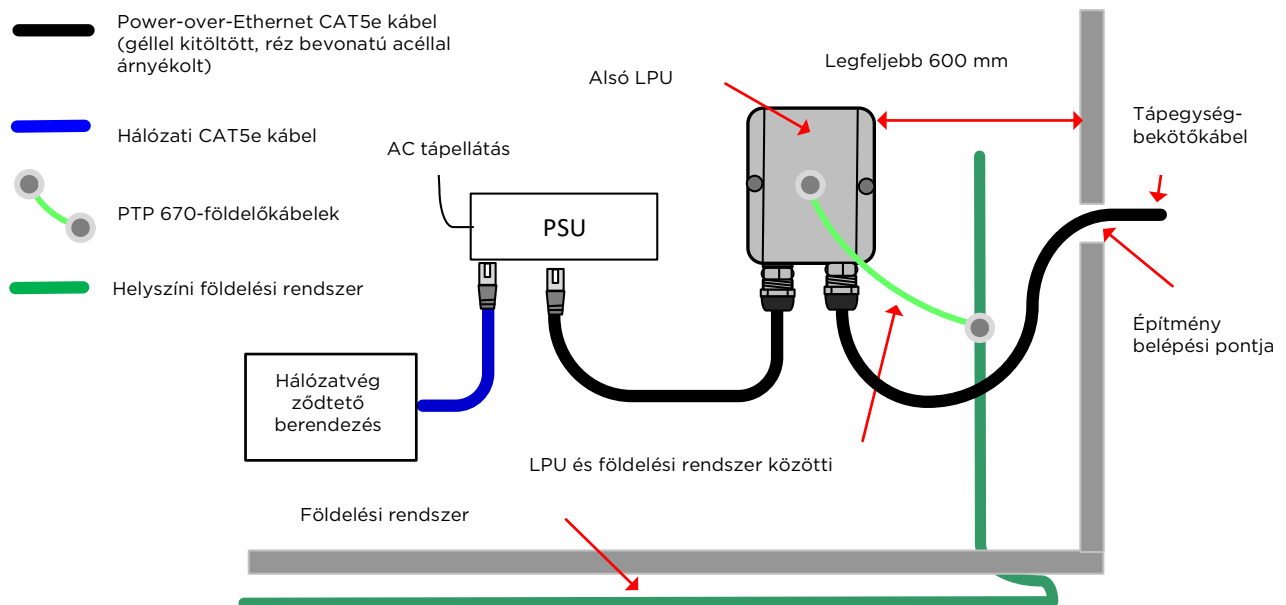 Power-over-Ethernet CAT5e kábel
(géllel kitöltött, réz bevonatú acéllal
árnyékolt)
Hálózati CAT5e kábel
PTP 670-földelőkábelek
Helyszíni földelési rendszer
AC tápellátás
PSU
Alsó LPU
Legfeljebb 600 mm
Tápegység-
bekötőkábel
Építmény
belépési pontja
Hálózatvég
ződtető
berendezés
LPU és földelési rendszer közötti
Földelési rendszer